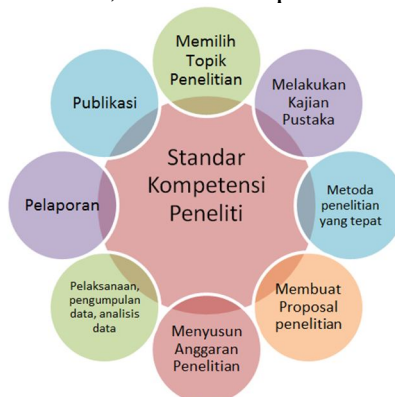 Memilih
Topik
Penelitian
Melakukan
Kajian
Pustaka
Metoda
penelitian
yang tepat
Membuat
Proposal
penelitian
Menyusun
Anggaran
Penelitian
Pelaksanaan,
pengumpulan
data, analisis
data
Pelaporan
Publikasi
Standar
Kompetensi
Peneliti